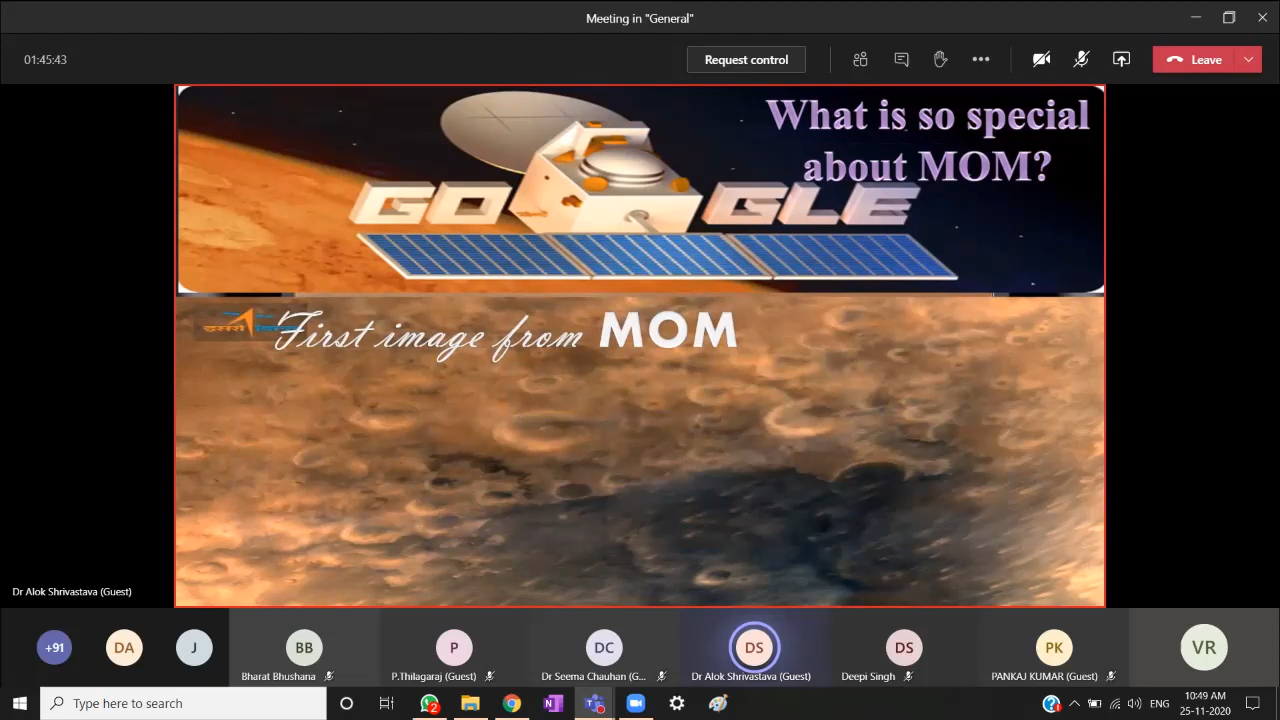 Meeting in "General"
01:45:43
Request control
Leave
What is so special
about MOM?
GO GLE
इसरो
First image from MOM
Dr Alok Shrivastava (Guest)
+91
DA
J
BB
P
DC
DS
DS
PK
VR
Bharat Bhushana
P.Thilagaraj (Guest)
Dr Seema Chauhan (G...
Dr Alok Shrivastava (Guest)
Deepi Singh
PANKAJ KUMAR (Guest)
Type here to search
2
N
ENG
10:49 AM
25-11-2020